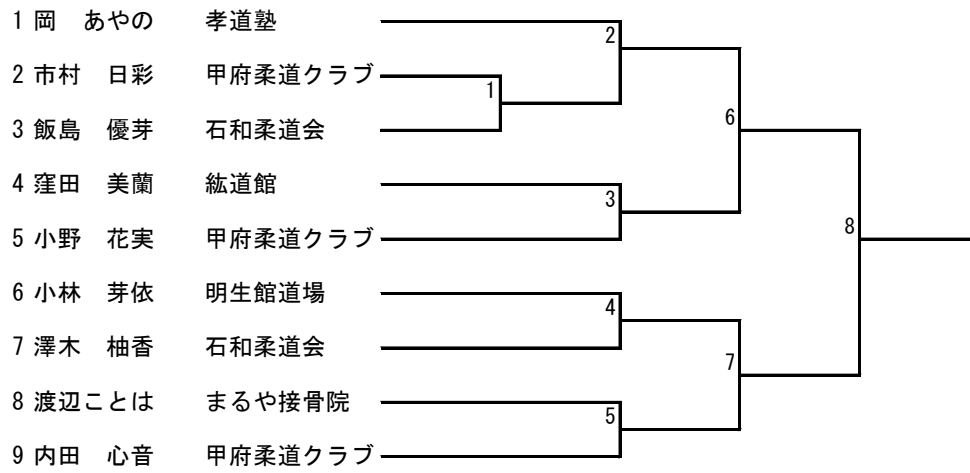 1 岡　あやの　孝道塾
2
2 市村　日彩　甲府柔道クラブ
1
3 飯島　優芽　石和柔道会
6
4 窪田　美蘭　紘道館
3
5 小野　花実　甲府柔道クラブ
8
6 小林　芽依　明生館道場
4
7 澤木　柚香　石和柔道会
7
8 渡辺ことは　まるや接骨院
5
9 内田　心音　甲府柔道クラブ